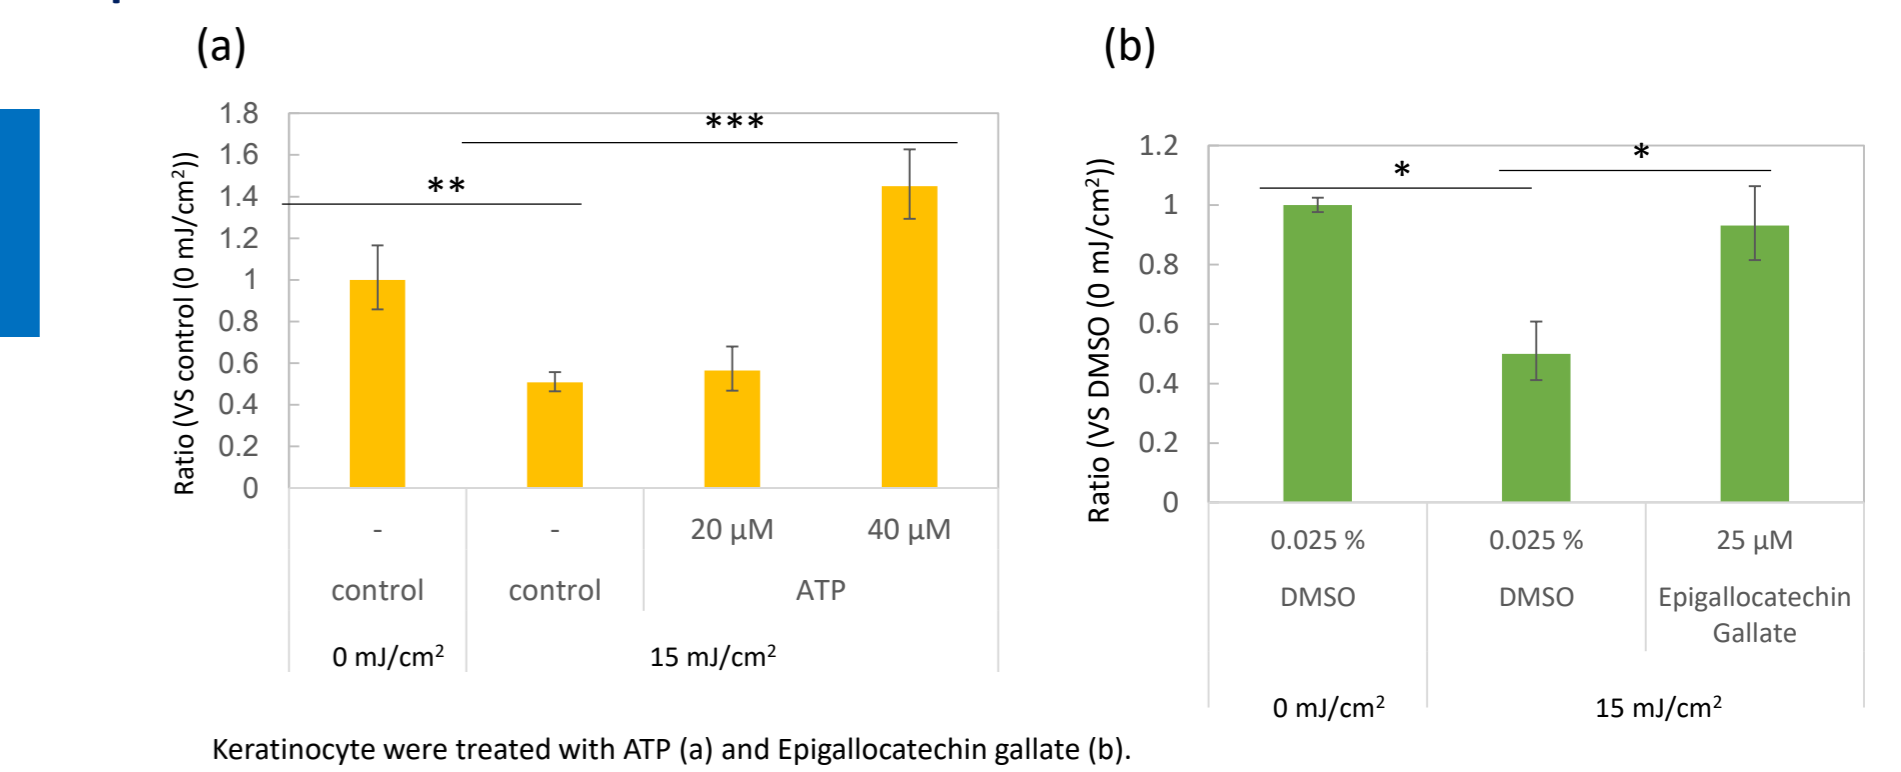 (a)
Ratio (VS control (0 mJ/cm²))
1.8
1.6
1.4
1.2
1
0.8
0.6
0.4
0.2
0
**
***
- - 20 µM 40 µM
control control ATP
0 mJ/cm² 15 mJ/cm²
(b)
Ratio (VS DMSO (0 mJ/cm²))
1.2
1
0.8
0.6
0.4
0.2
0
*
*
0.025 % 0.025 % 25 µM
DMSO DMSO Epigallocatechin
Gallate
0 mJ/cm² 15 mJ/cm²
Keratinocyte were treated with ATP (a) and Epigallocatechin gallate (b).